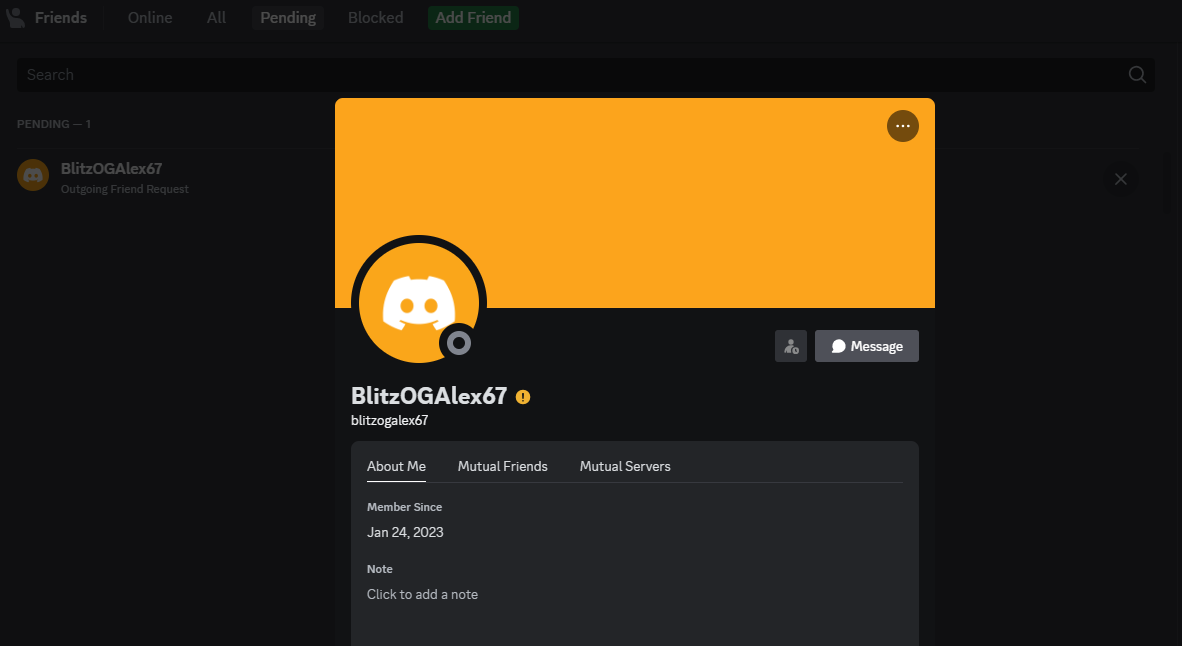 Friends Online All Pending Blocked Add Friend
Search
PENDING — 1
BlitzOGAlex67
Outgoing Friend Request
Message
BlitzOGAlex67
blitzogalex67
About Me Mutual Friends Mutual Servers
Member Since
Jan 24, 2023
Note
Click to add a note